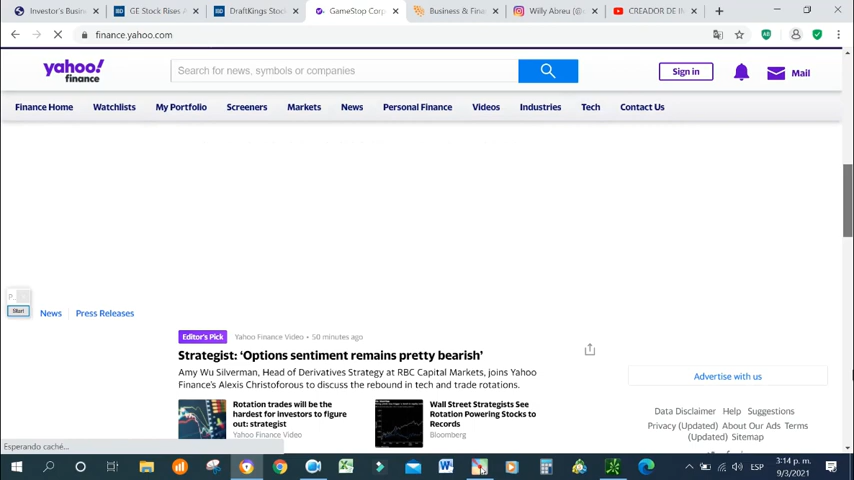 Investor's Busin
GE Stock Rises A
DraftKings Stoc
GameStop Corp
Business & Finan
Willy Abreu (@c
CREADOR DE IN
finance.yahoo.com
yahoo!
finance
Search for news, symbols or companies
Sign in
Mail
Finance Home
Watchlists
My Portfolio
Screeners
Markets
News
Personal Finance
Videos
Industries
Tech
Contact Us
Start
News
Press Releases
Editor's Pick
Yahoo Finance Video • 50 minutes ago
Strategist: 'Options sentiment remains pretty bearish'
Amy Wu Silverman, Head of Derivatives Strategy at RBC Capital Markets, joins Yahoo
Finance's Alexis Christoforous to discuss the rebound in tech and trade rotations.
Rotation trades will be the
hardest for investors to figure
out: strategist
Yahoo Finance Video
Wall Street Strategists See
Rotation Powering Stocks to
Records
Bloomberg
Advertise with us
Data Disclaimer Help Suggestions
Privacy (Updated) About Our Ads Terms
(Updated) Sitemap
Esperando caché...
ESP
3:14 p. m.
9/3/2021